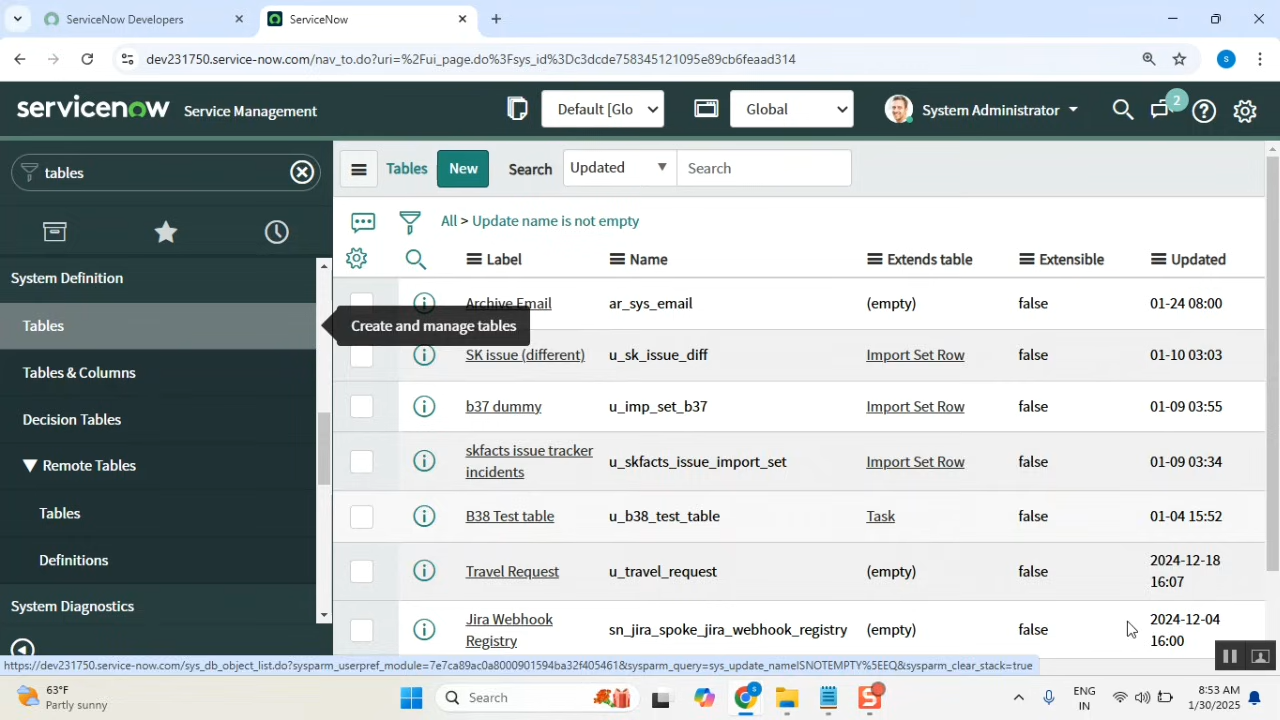 ServiceNow Developers
ServiceNow
dev231750.service-now.com/nav_to.do?uri=%2Fui_page.do%3Fsys_id%3Dc3dcde758345121095e89cb6feaad314
s
servicenow Service Management
Default [Glo
Global
System Administrator
2
tables
Tables
New
Search
Updated
Search
All > Update name is not empty
Label
Name
Extends table
Extensible
Updated
System Definition
Tables
Create and manage tables
Tables & Columns
Decision Tables
Remote Tables
Tables
Definitions
System Diagnostics
Archive Email
ar_sys_email
(empty)
false
01-24 08:00
SK issue (different)
u_sk_issue_diff
Import Set Row
false
01-10 03:03
b37 dummy
u_imp_set_b37
Import Set Row
false
01-09 03:55
skfacts issue tracker
incidents
u_skfacts_issue_import_set
Import Set Row
false
01-09 03:34
B38 Test table
u_b38_test_table
Task
false
01-04 15:52
Travel Request
u_travel_request
(empty)
false
2024-12-18
16:07
Jira Webhook
Registry
sn_jira_spoke_jira_webhook_registry
(empty)
false
2024-12-04
16:00
https://dev231750.service-now.com/sys_db_object_list.do?sysparm_userpref_module=7e7ca89ac0a8000901594ba32f405461&sysparm_query=sys_update_nameISNOTEMPTY%5EEQ&sysparm_clear_stack=true
63°F
Partly sunny
Search
ENG
IN
8:53 AM
1/30/2025